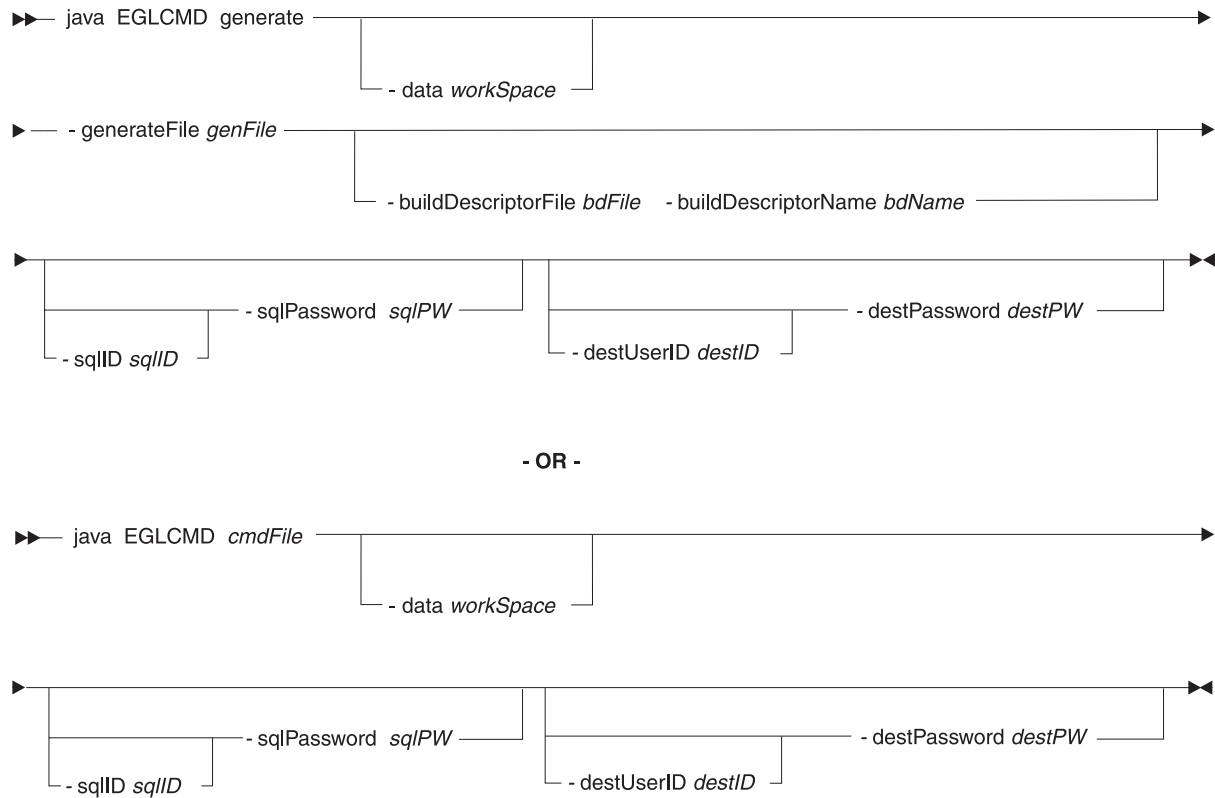 java EGLCMD generate
- data workSpace
- generateFile genFile
- buildDescriptorFile bdFile - buildDescriptorName bdName
- sqlPassword sqlPW - destPassword destPW
- sqlID sqlID - destUserID destID
- OR -
java EGLCMD cmdFile
- data workSpace
- sqlPassword sqlPW - destPassword destPW
- sqlID sqlID - destUserID destID